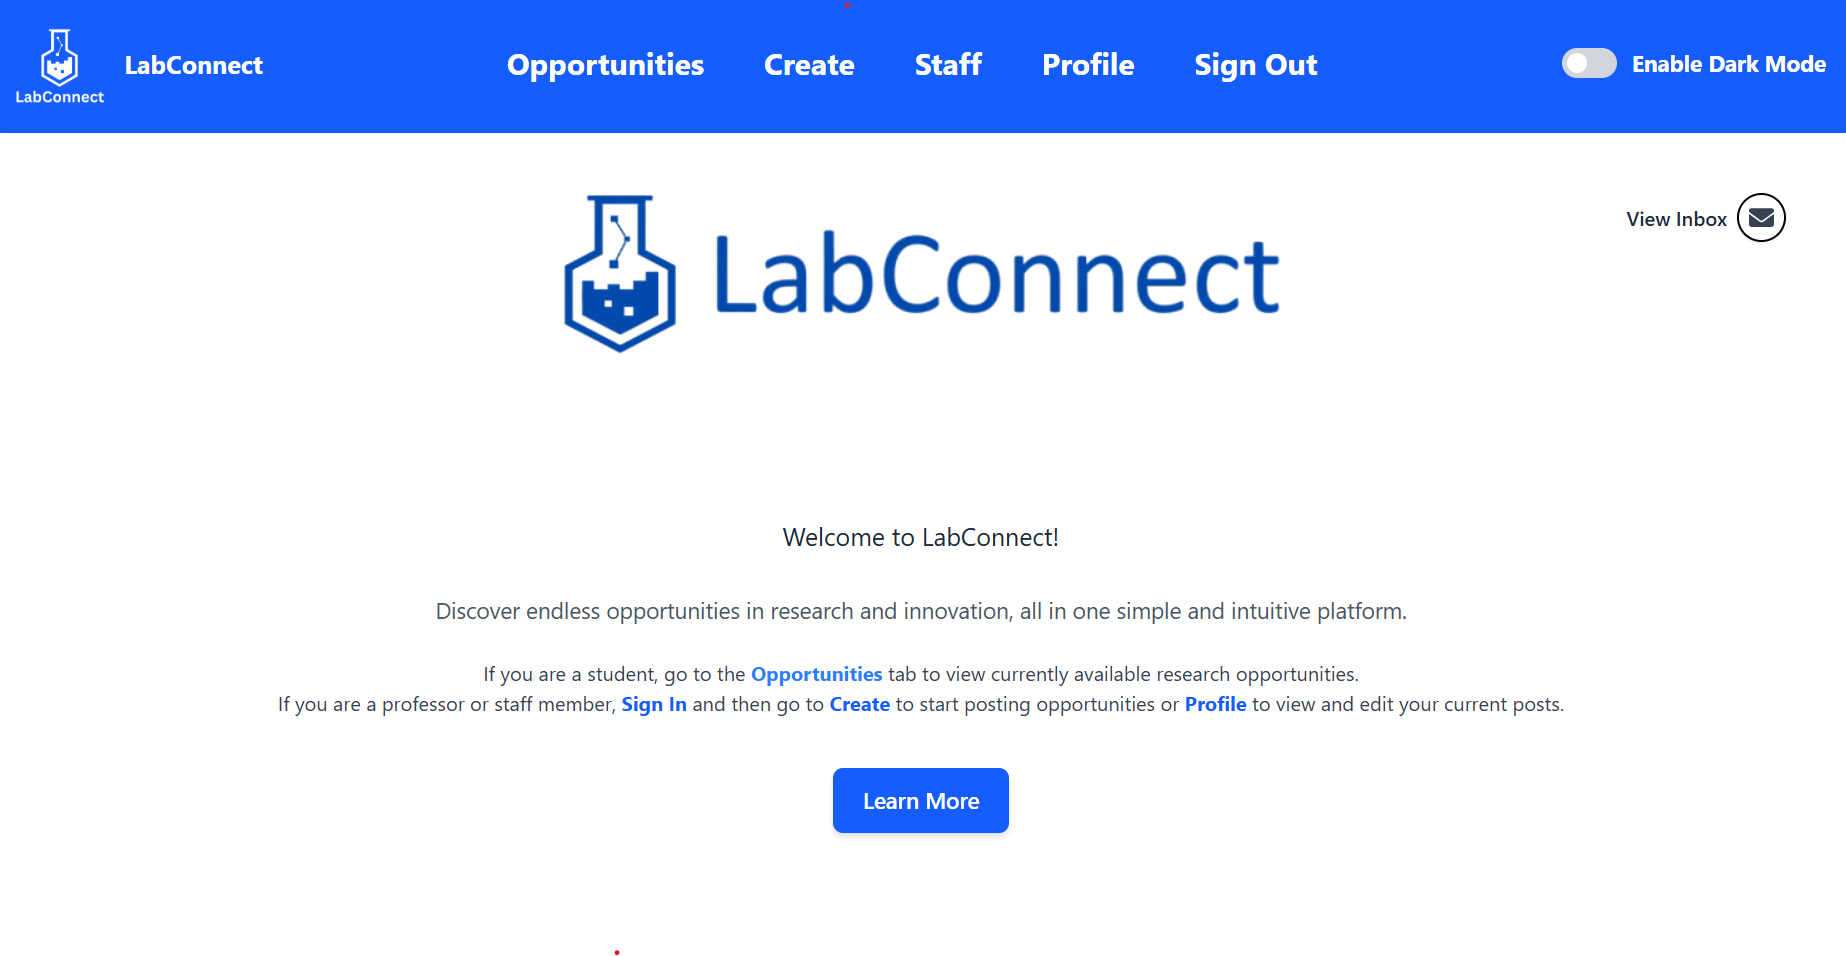 LabConnect
LabConnect
Opportunities Create Staff Profile Sign Out
Enable Dark Mode
LabConnect
View Inbox
Welcome to LabConnect!
Discover endless opportunities in research and innovation, all in one simple and intuitive platform.
If you are a student, go to the Opportunities tab to view currently available research opportunities.
If you are a professor or staff member, Sign In and then go to Create to start posting opportunities or Profile to view and edit your current posts.
Learn More